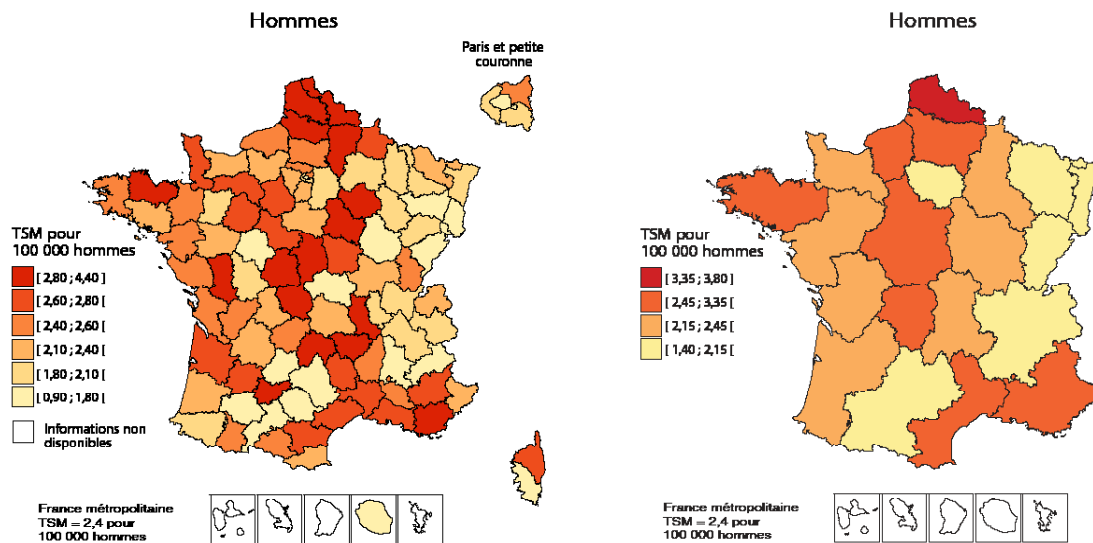 Hommes
Paris et petite
couronne
TSM pour
100 000 hommes
[ 2,80 ; 4,40 [
[ 2,60 ; 2,80 [
[ 2,40 ; 2,60 [
[ 2,10 ; 2,40 [
[ 1,80 ; 2,10 [
[ 0,90 ; 1,80 [
Informations non
disponibles
France métropolitaine
TSM = 2,4 pour
100 000 hommes
Hommes
TSM pour
100 000 hommes
[ 3,35 ; 3,80 [
[ 2,45 ; 3,35 [
[ 2,15 ; 2,45 [
[ 1,40 ; 2,15 [
France métropolitaine
TSM = 2,4 pour
100 000 hommes